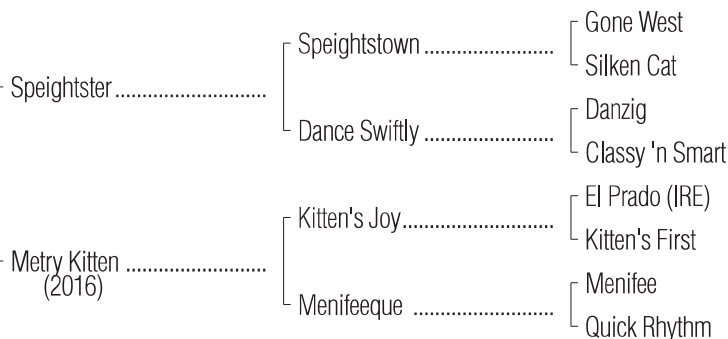 Gone West
Speightstown
Silken Cat
Speightster
Danzig
Dance Swiftly
Classy 'n Smart
El Prado (IRE)
Kitten's Joy
Kitten's First
Metry Kitten
(2016)
Menifee
Menifeeque
Quick Rhythm